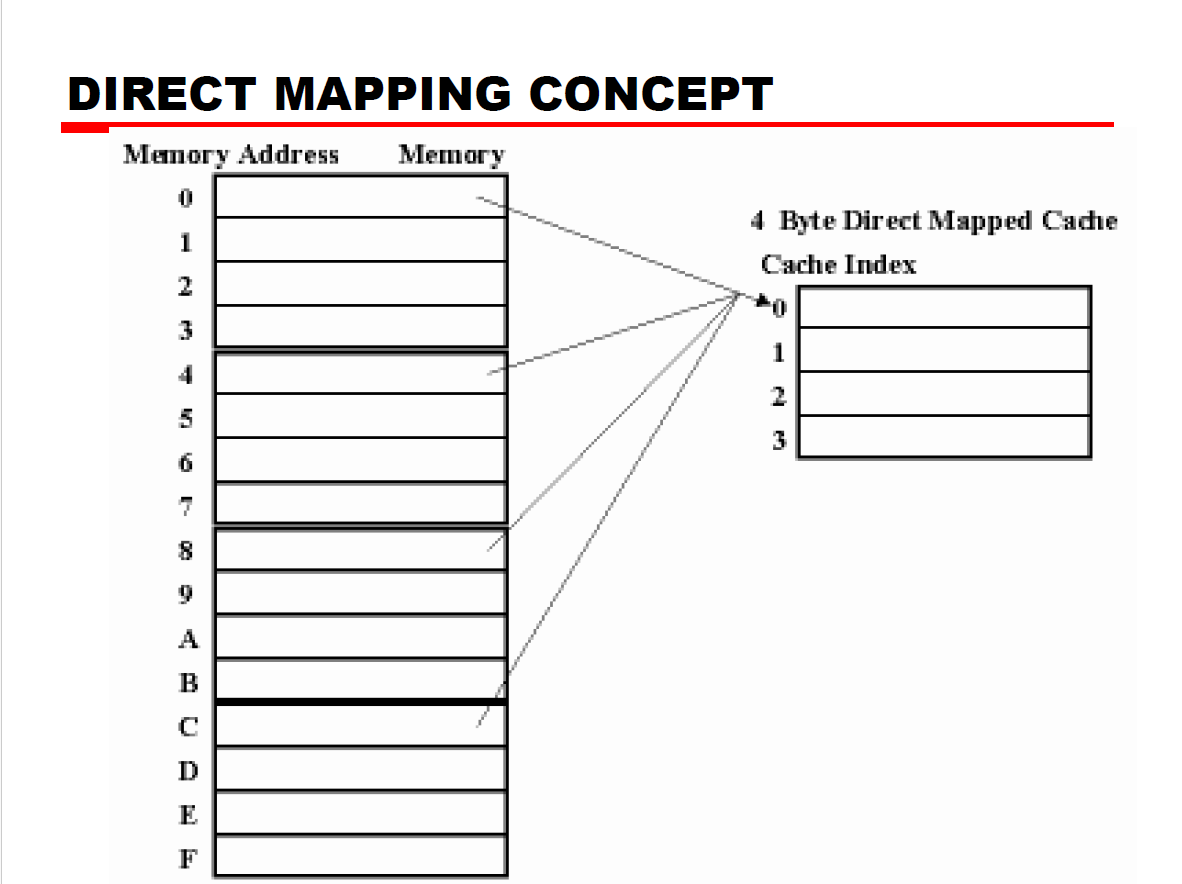 DIRECT MAPPING CONCEPT
Memory Address Memory
0
1
2
3
4
5
6
7
8
9
A
B
C
D
E
F
4 Byte Direct Mapped Cache
Cache Index
0
1
2
3